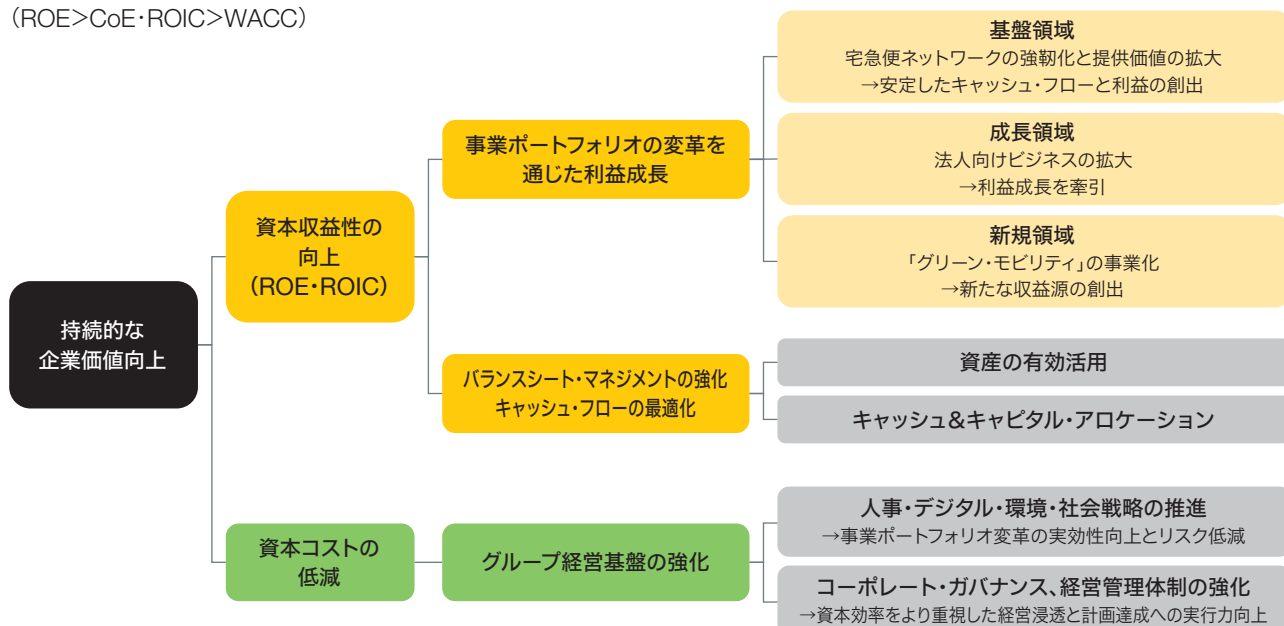 （ROE>CoE･ROIC>WACC）
持続的な
企業価値向上
資本収益性の
向上
（ROE･ROIC）
事業ポートフォリオの変革を
通じた利益成長
基盤領域
宅急便ネットワークの強靭化と提供価値の拡大
→安定したキャッシュ・フローと利益の創出
成長領域
法人向けビジネスの拡大
→利益成長を牽引
新規領域
「グリーン・モビリティ」の事業化
→新たな収益源の創出
バランスシート・マネジメントの強化
キャッシュ・フローの最適化
資産の有効活用
キャッシュ&キャピタル・アロケーション
資本コストの
低減
グループ経営基盤の強化
人事・デジタル・環境・社会戦略の推進
→事業ポートフォリオ変革の実効性向上とリスク低減
コーポレート・ガバナンス、経営管理体制の強化
→資本効率をより重視した経営浸透と計画達成への実行力向上